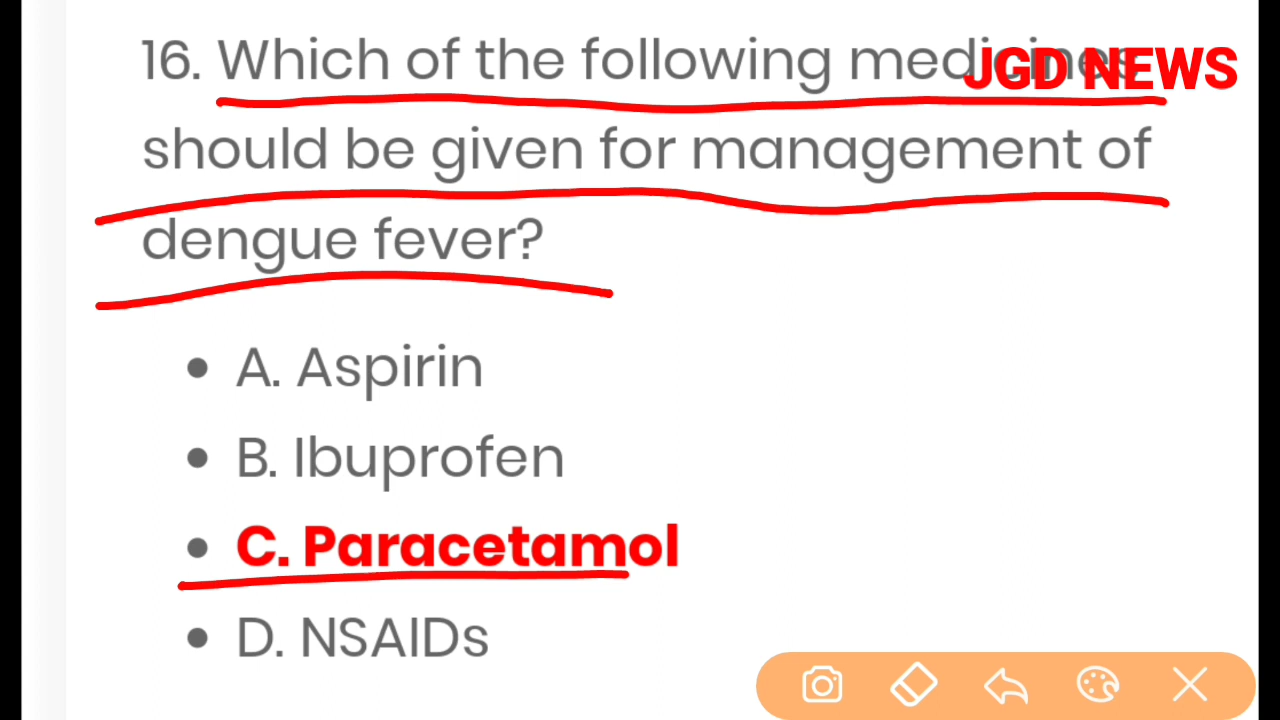 16. Which of the following medicines
JGD NEWS
should be given for management of
dengue fever?
A. Aspirin
B. Ibuprofen
C. Paracetamol
D. NSAIDs